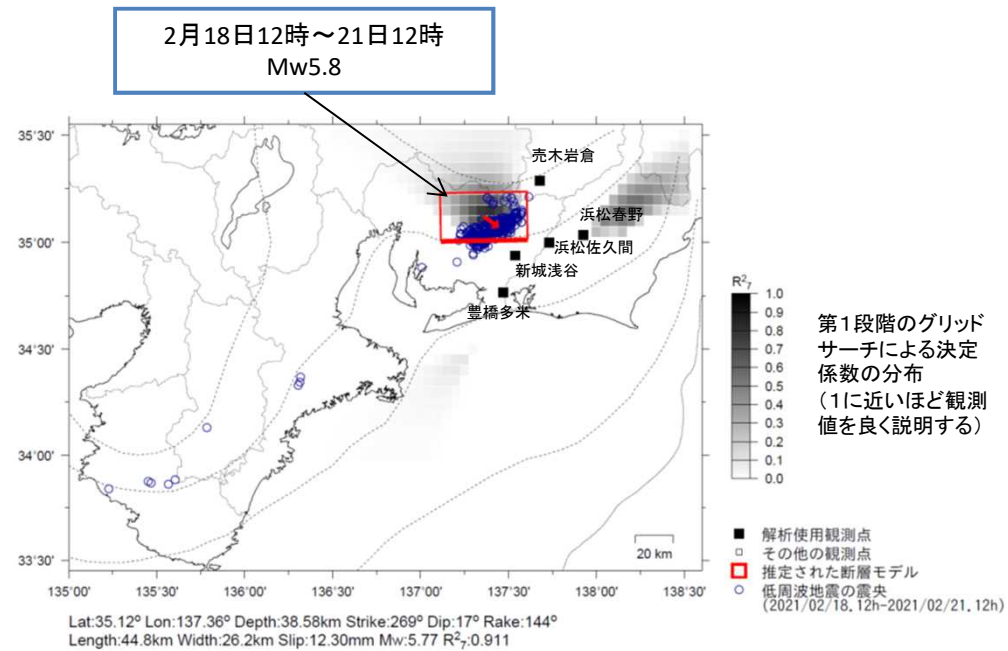 2月18日12時～21日12時
Mw5.8
35°30'
35°00'
34°30'
34°00'
33°30'
135°00'
135°30'
136°00'
136°30'
137°00'
137°30'
138°00'
138°30'
売木岩倉
浜松春野
浜松佐久間
新城浅谷
豊橋多米
20 km
R²₇
1.0
0.9
0.8
0.7
0.6
0.5
0.4
0.3
0.2
0.1
0.0
第1段階のグリッド
サーチによる決定
係数の分布
（1に近いほど観測
値を良く説明する）
解析使用観測点
その他の観測点
推定された断層モデル
低周波地震の震央
(2021/02/18.12h-2021/02/21.12h)
Lat:35.12° Lon:137.36° Depth:38.58km Strike:269° Dip:17° Rake:144°
Length:44.8km Width:26.2km Slip:12.30mm Mw:5.77 R²₇:0.911